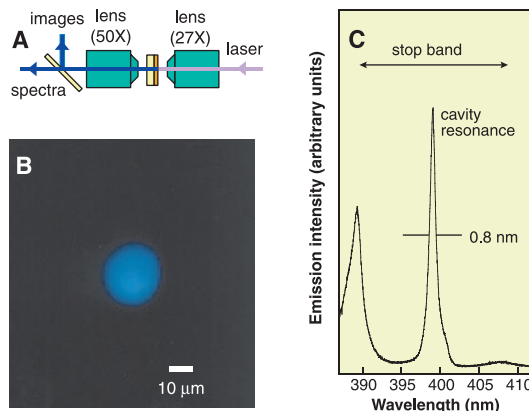 A
images
lens
(50X)
lens
(27X)
laser
spectra
B
10 μm
C
stop band
cavity
resonance
0.8 nm
Emission intensity (arbitrary units)
390
395
400
405
410
Wavelength (nm)